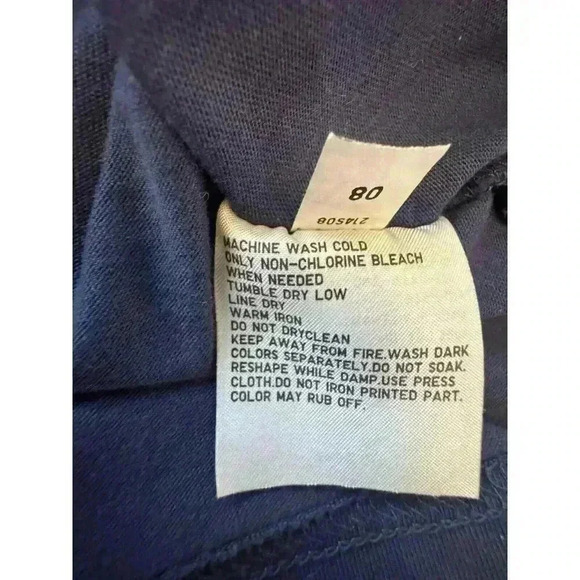 08
214508
MACHINE WASH COLD
ONLY NON-CHLORINE BLEACH
WHEN NEEDED
TUMBLE DRY LOW
LINE DRY
WARM IRON
DO NOT DRYCLEAN
KEEP AWAY FROM FIRE.WASH DARK
COLORS SEPARATELY.DO NOT SOAK.
RESHAPE WHILE DAMP.USE PRESS
CLOTH.DO NOT IRON PRINTED PART.
COLOR MAY RUB OFF.